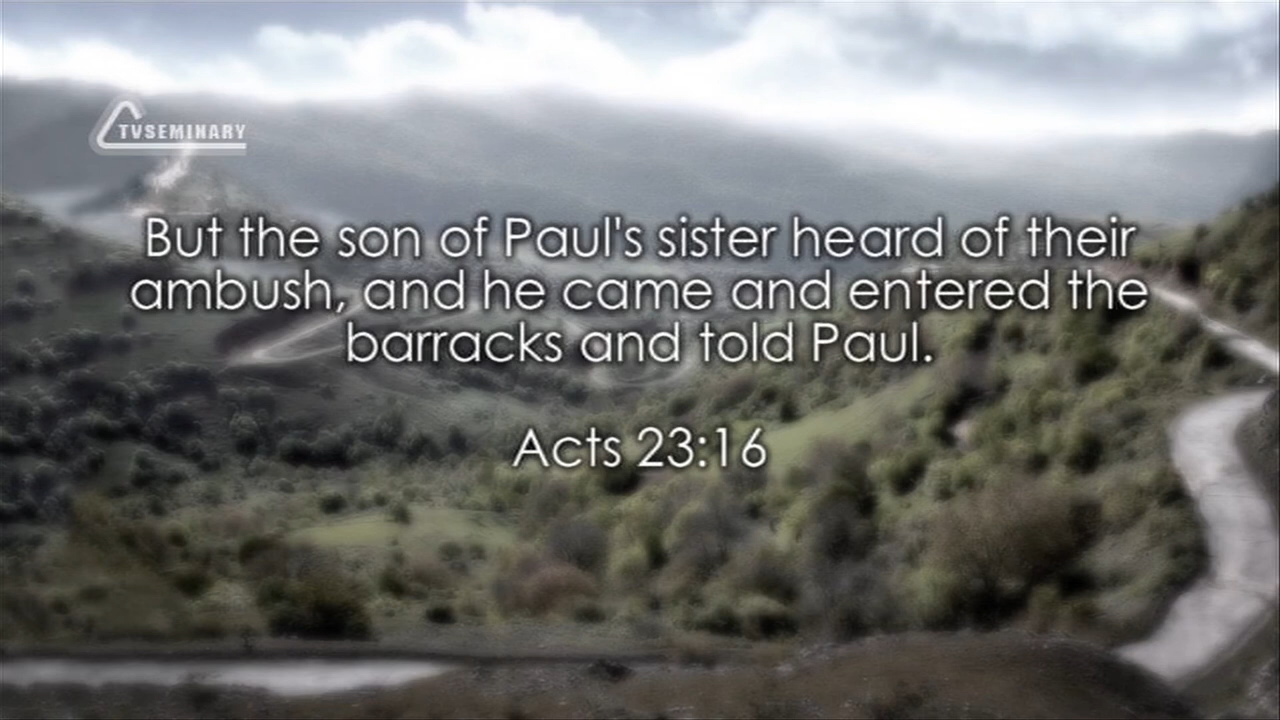 TVSEMINARY
But the son of Paul's sister heard of their
ambush, and he came and entered the
barracks and told Paul.
Acts 23:16